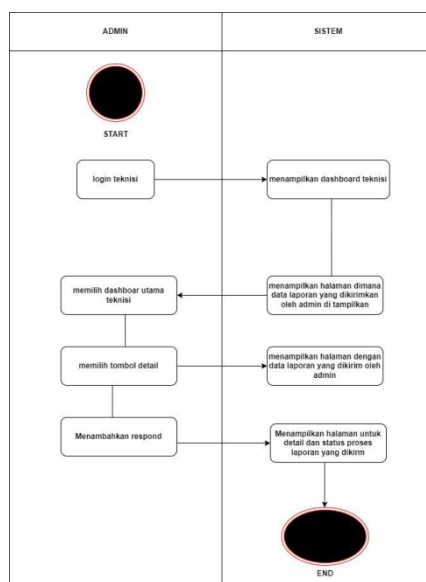 ADMIN
SISTEM
START
login teknisi
menampilkan dashboard teknisi
memilih dashboar utama
teknisi
menampilkan halaman dimana
data laporan yang dikirimkan
oleh admin di tampilkan
memilih tombol detail
menampilkan halaman dengan
data laporan yang dikirim oleh
admin
Menambahkan respond
Menampilkan halaman untuk
detail dan status proses
laporan yang dikirm
END